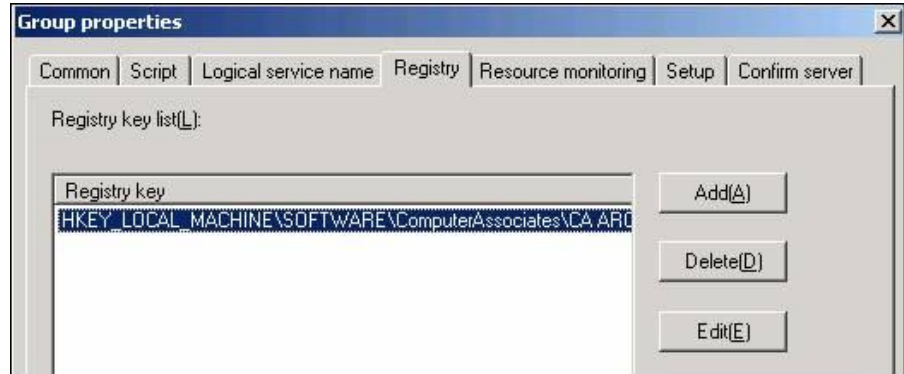 Group properties
Common Script Logical service name Registry Resource monitoring Setup Confirm server
Registry key list(L):
Registry key
Add(A)
HKEY_LOCAL_MACHINE\SOFTWARE\ComputerAssociates\CA ARC
Delete(D)
Edit(E)